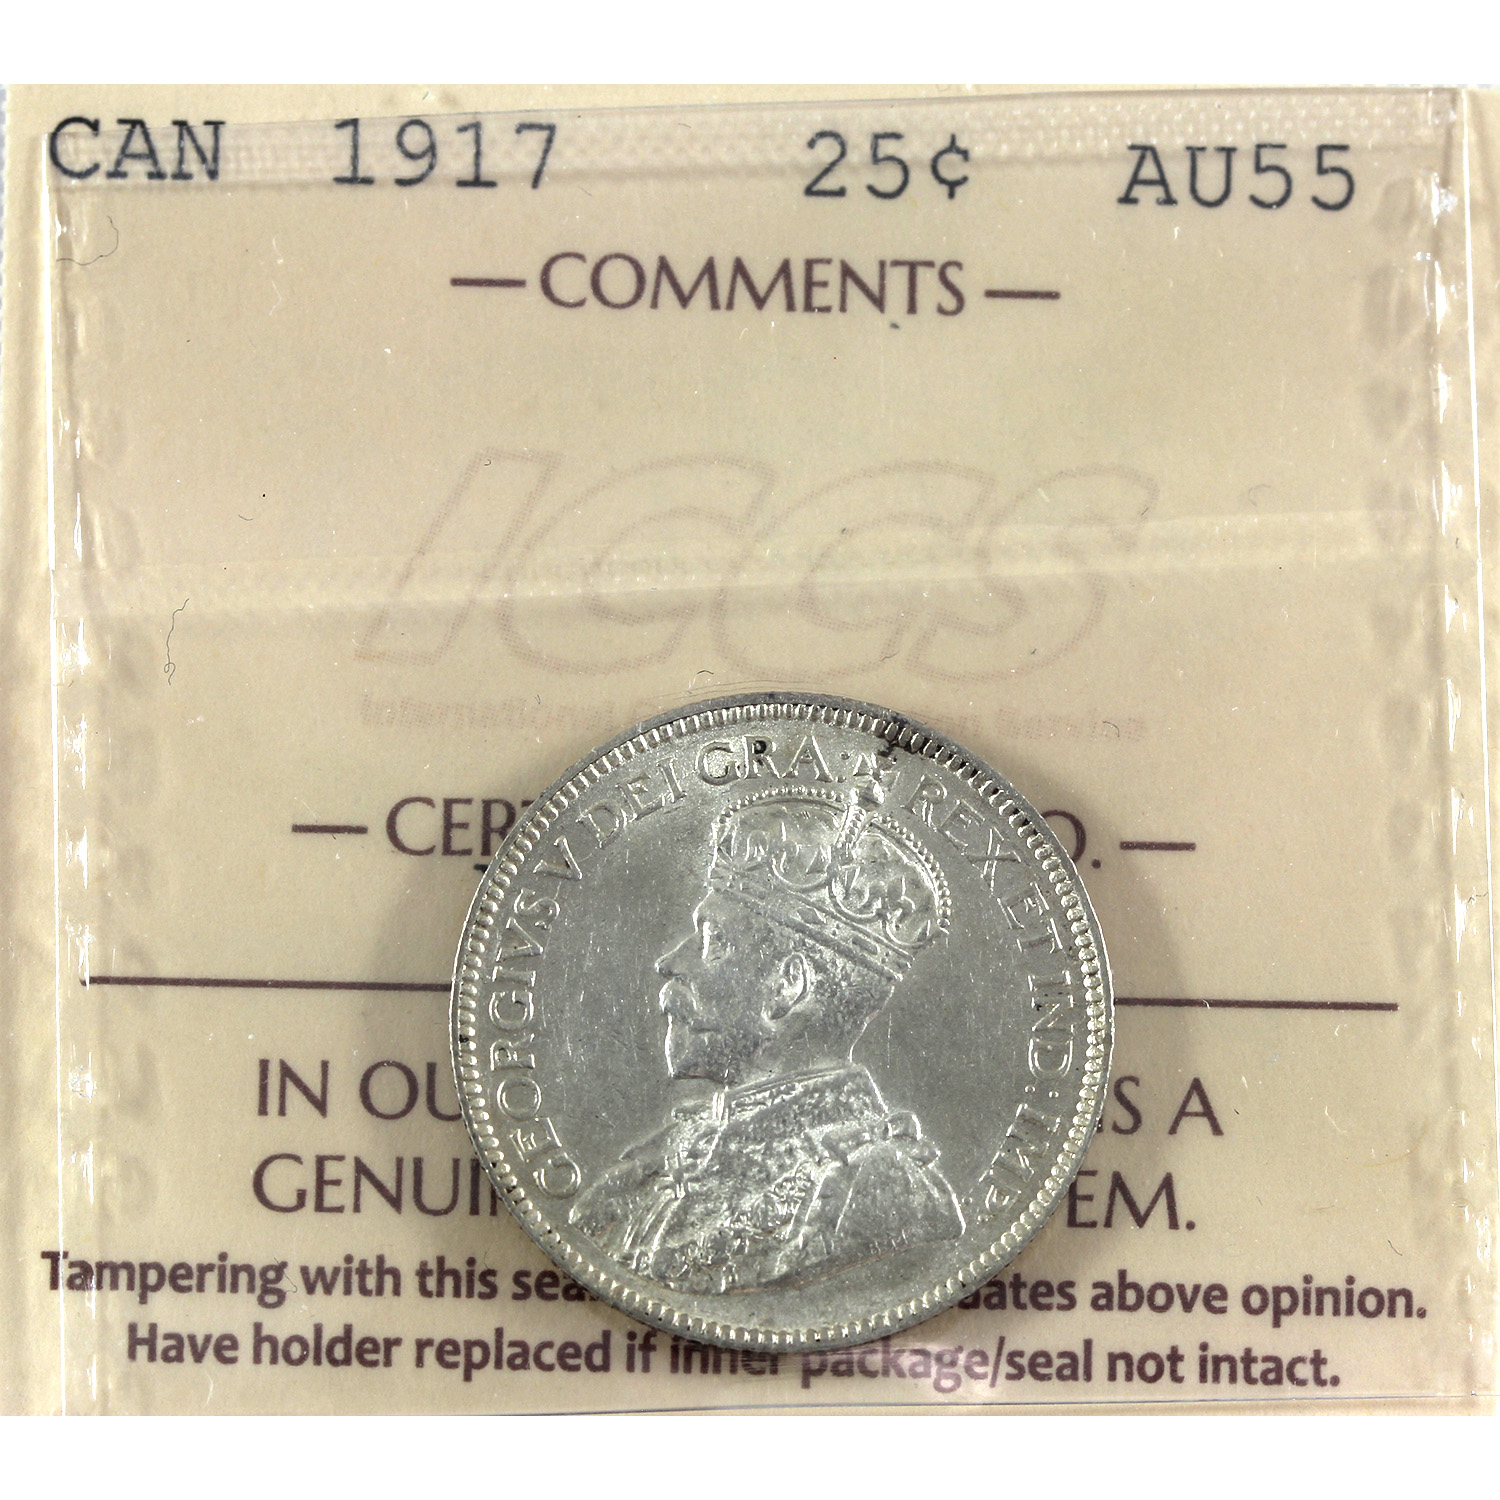 CAN 1917 25¢ AU55
— COMMENTS —
ICCS
International
— CER O. —
GEORGIVS V DEI GRA: REX ET IND: IMP:
B.M.
IN OU S A
GENUI EM.
Tampering with this sea ates above opinion.
Have holder replaced if inner package/seal not intact.